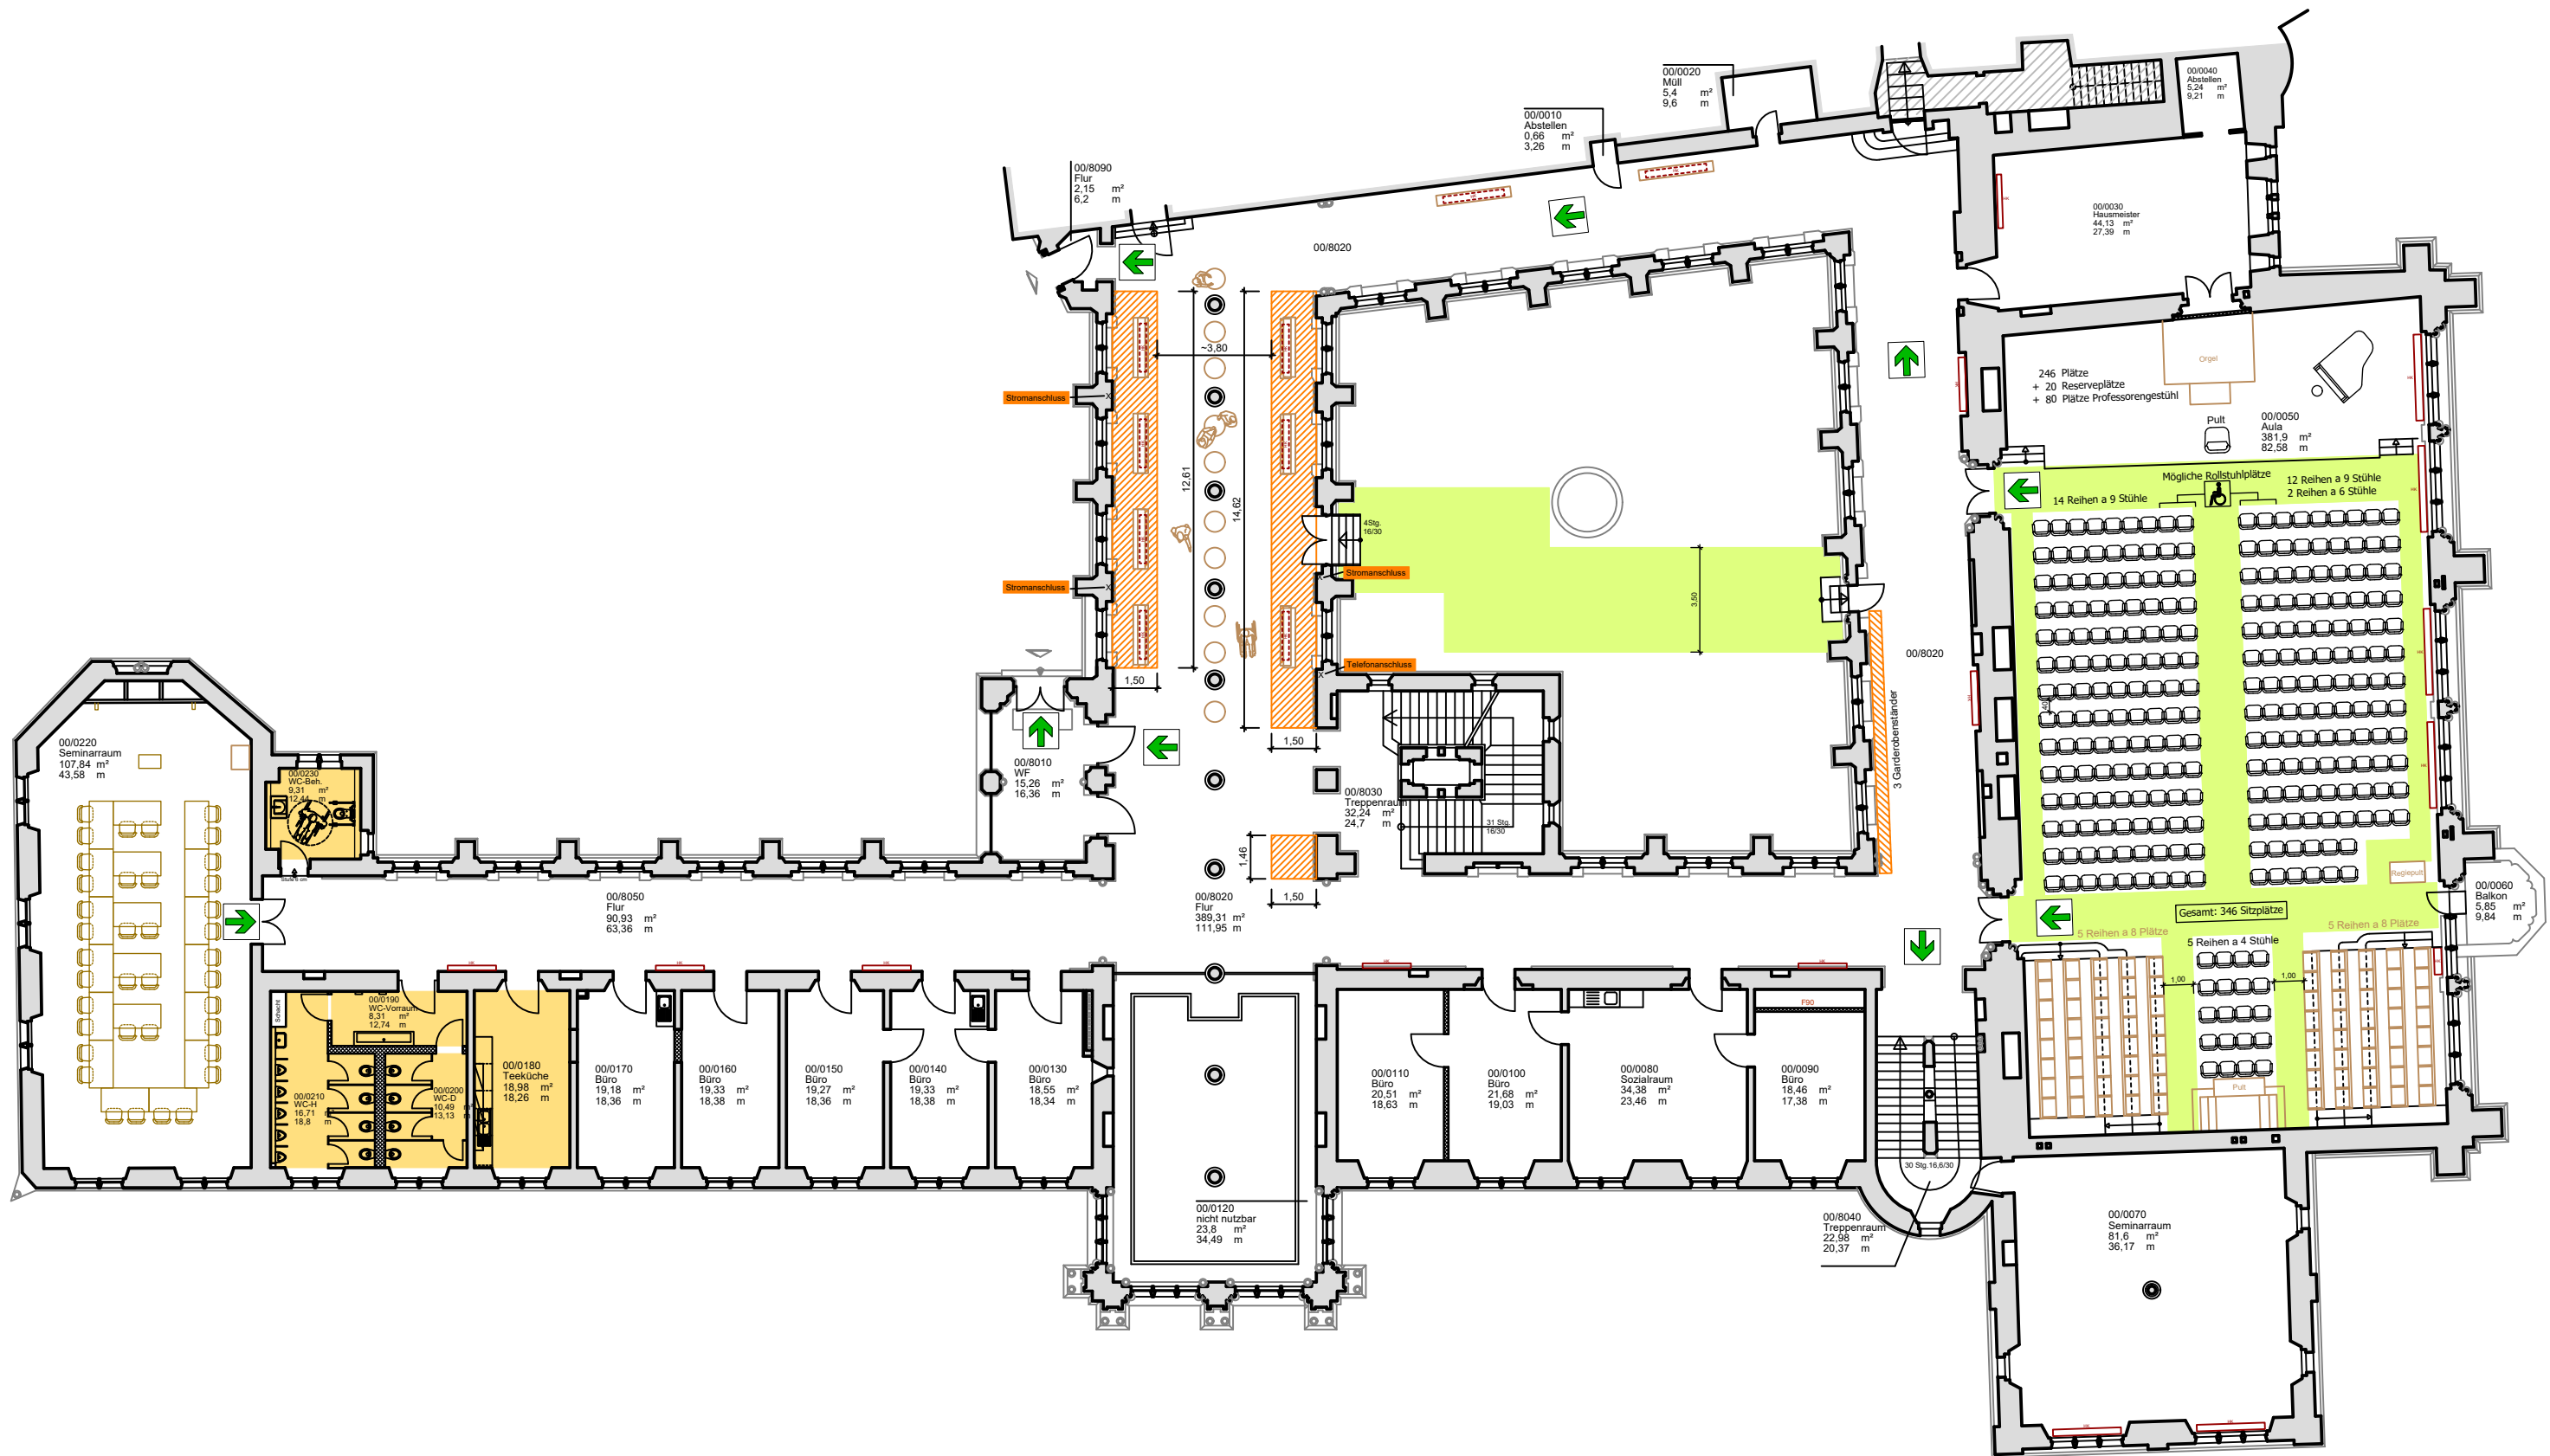 00/0040
Abstellen
5,24 m²
9,21 m
00/0020
Müll
5,4 m²
9,6 m
00/0010
Abstellen
0,66 m²
3,26 m
00/8090
Flur
2,15 m²
6,2 m
00/8020
00/0030
Hausmeister
44,13 m²
27,39 m
~3,80
Stromanschluss
12,61
14,62
Orgel
246 Plätze
+ 20 Reserveplätze
+ 80 Plätze Professorengestühl
Pult
00/0050
Aula
381,9 m²
82,58 m
Mögliche Rollstuhlplätze
14 Reihen a 9 Stühle
12 Reihen a 9 Stühle
2 Reihen a 6 Stühle
4Stg.
16/30
Stromanschluss
Stromanschluss
3,50
Telefonanschluss
1,50
1,50
00/8020
3 Garderobenständer
00/0220
Seminarraum
107,84 m²
43,58 m
00/0230
WC-Beh.
9,31 m²
12,44 m
00/8010
WF
15,26 m²
16,36 m
00/8030
Treppenraum
32,24 m²
24,7 m
31 Stg.
16/30
1,46
1,50
00/8050
Flur
90,93 m²
63,36 m
00/8020
Flur
389,31 m²
111,95 m
Regiepult
00/0060
Balkon
5,85 m²
9,84 m
Gesamt: 346 Sitzplätze
5 Reihen a 8 Plätze
5 Reihen a 8 Plätze
5 Reihen a 4 Stühle
1,00
1,00
Pult
Schacht
00/0190
WC-Vorraum
8,31 m²
12,74 m
00/0210
WC-H
16,71 m²
18,8 m
00/0200
WC-D
10,49 m²
13,13 m
00/0180
Teeküche
18,98 m²
18,26 m
00/0170
Büro
19,18 m²
18,36 m
00/0160
Büro
19,33 m²
18,38 m
00/0150
Büro
19,27 m²
18,36 m
00/0140
Büro
19,33 m²
18,38 m
00/0130
Büro
18,55 m²
18,34 m
00/0110
Büro
20,51 m²
18,63 m
00/0100
Büro
21,68 m²
19,03 m
00/0080
Sozialraum
34,38 m²
23,46 m
F90
00/0090
Büro
18,46 m²
17,38 m
30 Stg.16,6/30
00/0120
nicht nutzbar
23,8 m²
34,49 m
00/8040
Treppenraum
22,98 m²
20,37 m
00/0070
Seminarraum
81,6 m²
36,17 m